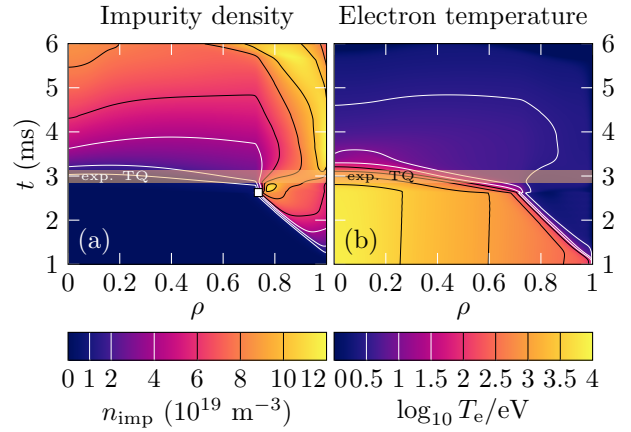 Impurity density Electron temperature
6 6
5 5
4 4
t (ms)
3 3
exp. TQ exp. TQ
2 2
(a) (b)
1 1
0 0.2 0.4 0.6 0.8 1 0 0.2 0.4 0.6 0.8 1
ρ ρ
0 1 2 4 6 8 10 12 0 0.5 1 1.5 2 2.5 3 3.5 4
n_imp (10^19 m^−3) log_10 T_e/eV